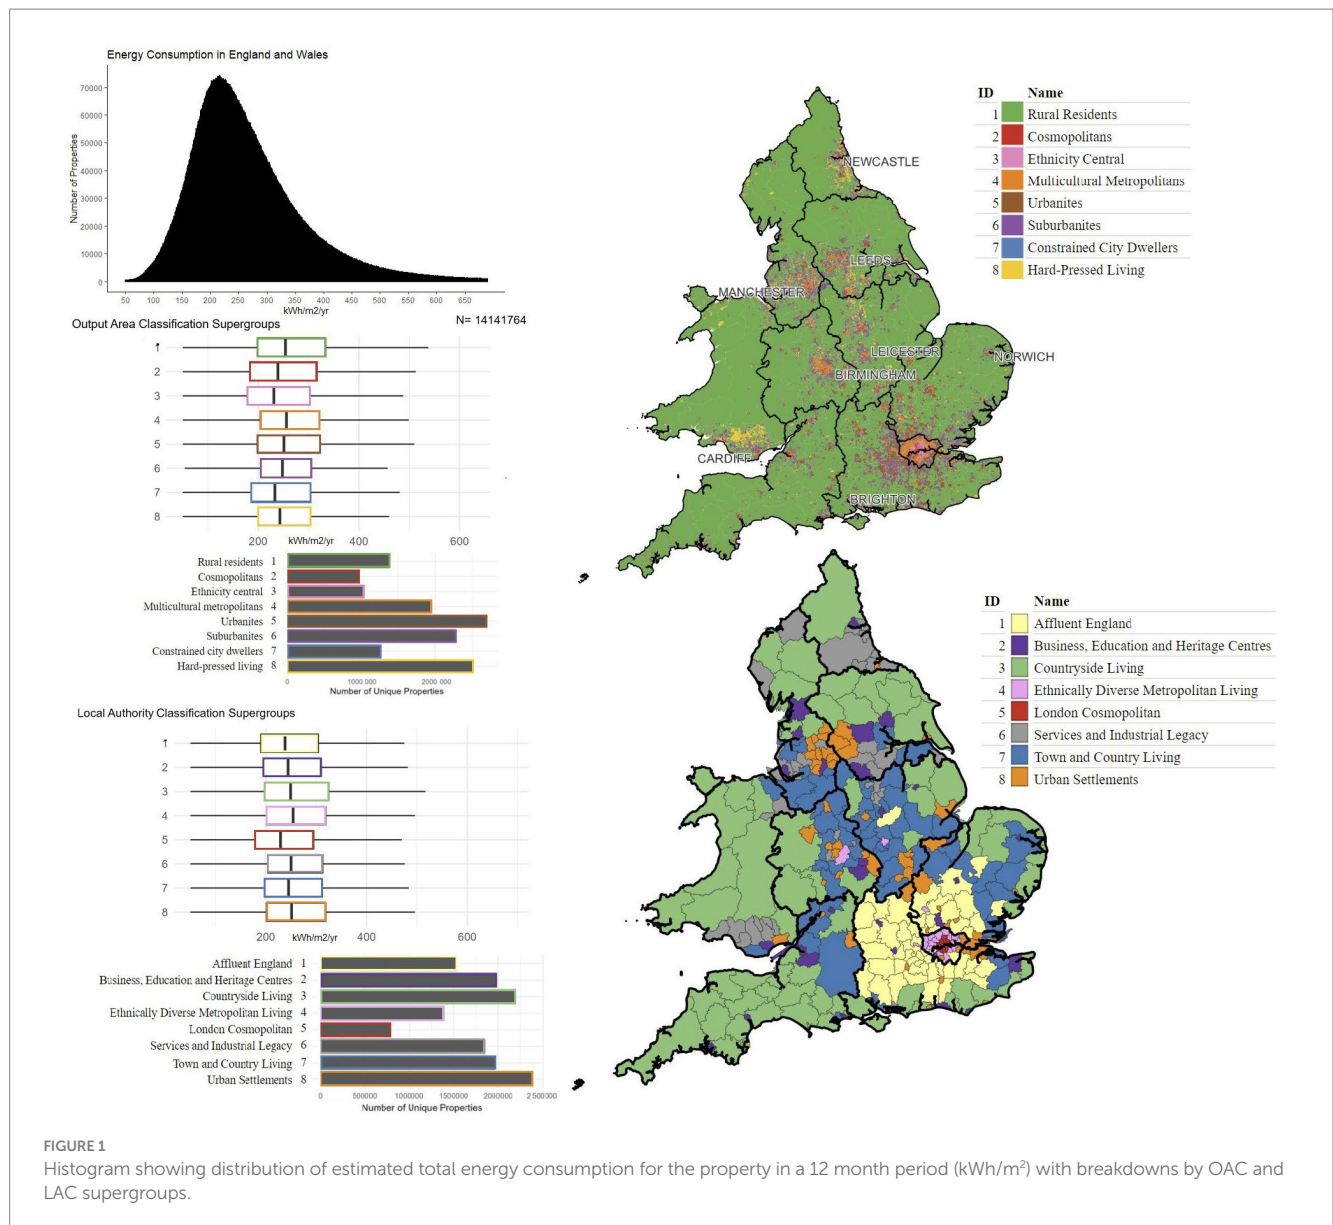 Energy Consumption in England and Wales
Number of Properties
70000
60000
50000
40000
30000
20000
10000
0
50 100 150 200 250 300 350 400 450 500 550 600 650
kWh/m2/yr
N= 14141764
Output Area Classification Supergroups
1
2
3
4
5
6
7
8
200 400 600
kWh/m2/yr
Rural residents 1
Cosmopolitans 2
Ethnicity central 3
Multicultural metropolitans 4
Urbanites 5
Suburbanites 6
Constrained city dwellers 7
Hard-pressed living 8
0 1000 000 2000 000
Number of Unique Properties
Local Authority Classification Supergroups
1
2
3
4
5
6
7
8
200 400 600
kWh/m2/yr
Affluent England 1
Business, Education and Heritage Centres 2
Countryside Living 3
Ethnically Diverse Metropolitan Living 4
London Cosmopolitan 5
Services and Industrial Legacy 6
Town and Country Living 7
Urban Settlements 8
0 500000 1000000 1500000 2000000 2500000
Number of Unique Properties
NEWCASTLE
LEEDS
MANCHESTER
LEICESTER
NORWICH
BIRMINGHAM
CARDIFF
BRIGHTON
ID Name
1 Rural Residents
2 Cosmopolitans
3 Ethnicity Central
4 Multicultural Metropolitans
5 Urbanites
6 Suburbanites
7 Constrained City Dwellers
8 Hard-Pressed Living
ID Name
1 Affluent England
2 Business, Education and Heritage Centres
3 Countryside Living
4 Ethnically Diverse Metropolitan Living
5 London Cosmopolitan
6 Services and Industrial Legacy
7 Town and Country Living
8 Urban Settlements
FIGURE 1
Histogram showing distribution of estimated total energy consumption for the property in a 12 month period (kWh/m²) with breakdowns by OAC and
LAC supergroups.